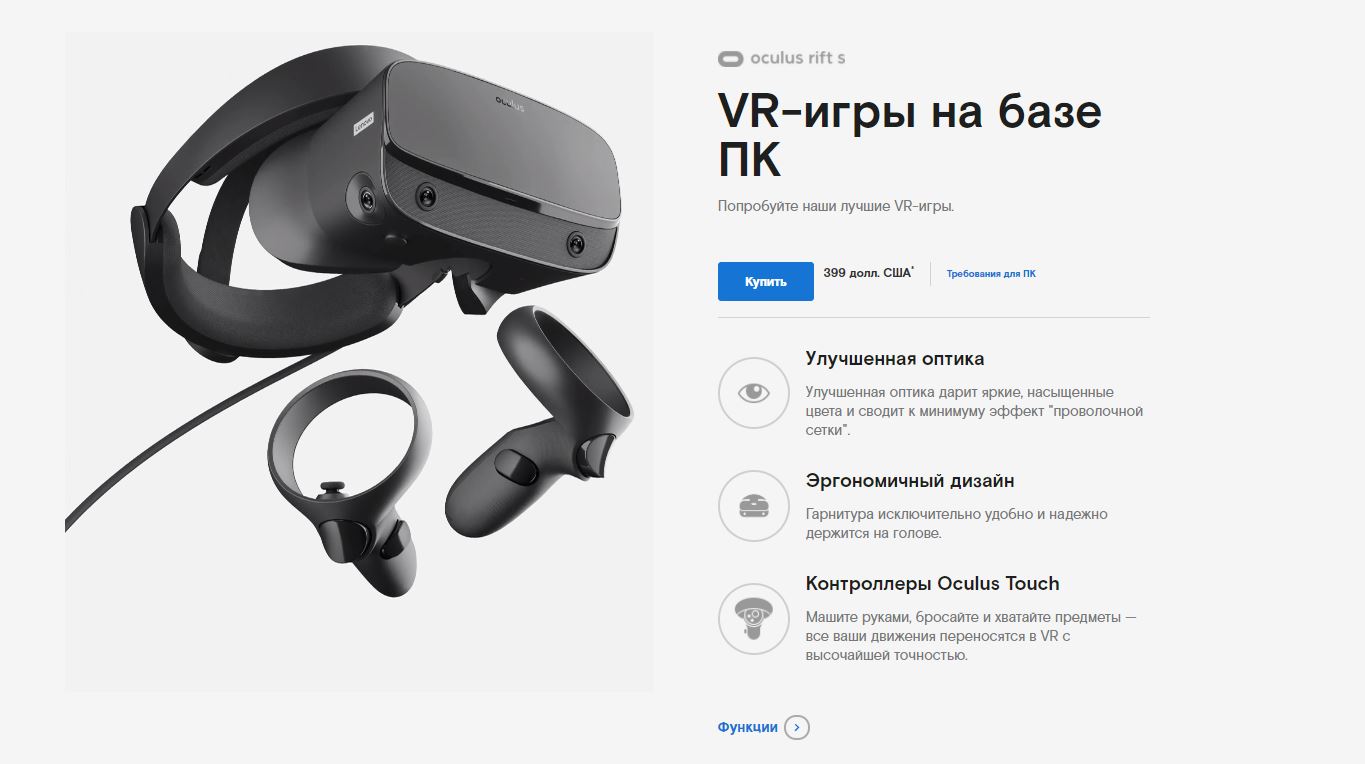 oculus
Lenovo
oculus rift s
VR-игры на базе
ПК
Попробуйте наши лучшие VR-игры.
Купить
399 долл. США*
Требования для ПК
Улучшенная оптика
Улучшенная оптика дарит яркие, насыщенные
цвета и сводит к минимуму эффект "проволочной
сетки".
Эргономичный дизайн
Гарнитура исключительно удобно и надежно
держится на голове.
Контроллеры Oculus Touch
Машите руками, бросайте и хватайте предметы —
все ваши движения переносятся в VR с
высочайшей точностью.
Функции